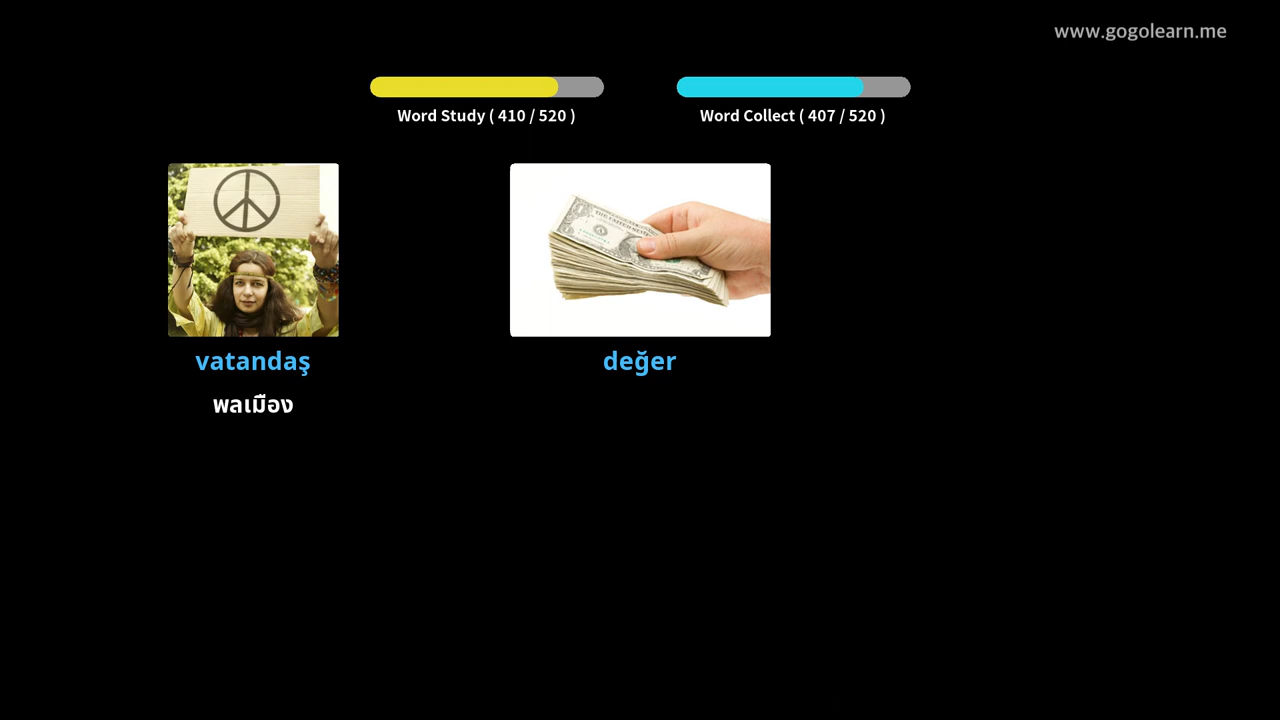 www.gogolearn.me
Word Study ( 410 / 520 )
Word Collect ( 407 / 520 )
vatandaş
değer
พลเมือง